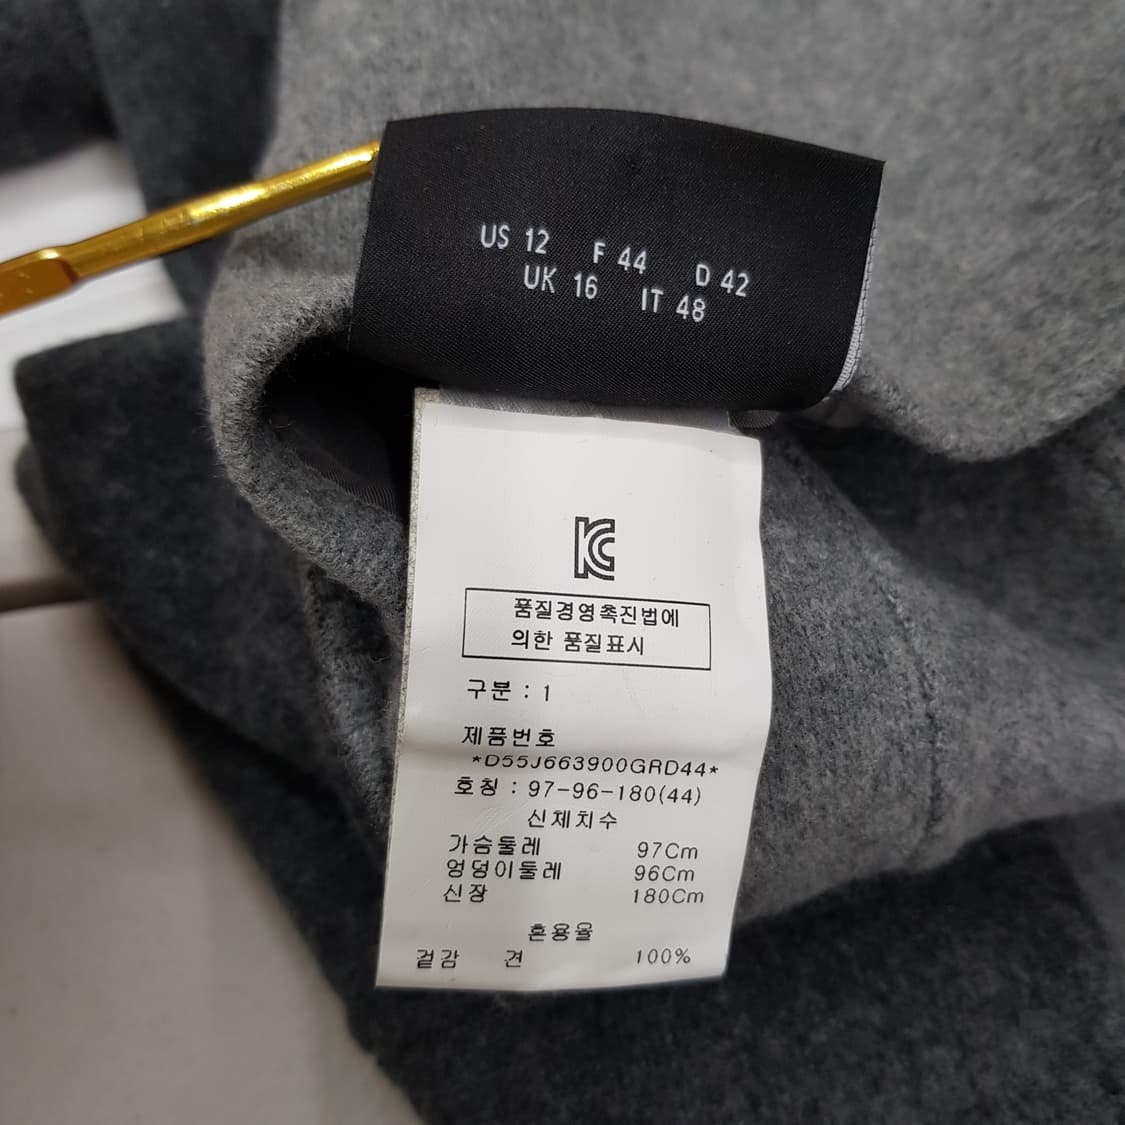 US 12 F 44 D 42
UK 16 IT 48
KC
품질경영촉진법에
의한 품질표시
구분 : 1
제품번호
*D55J663900GRD44*
호칭 : 97-96-180(44)
신체치수
가슴둘레 97Cm
엉덩이둘레 96Cm
신장 180Cm
혼용율
겉감 견 100%